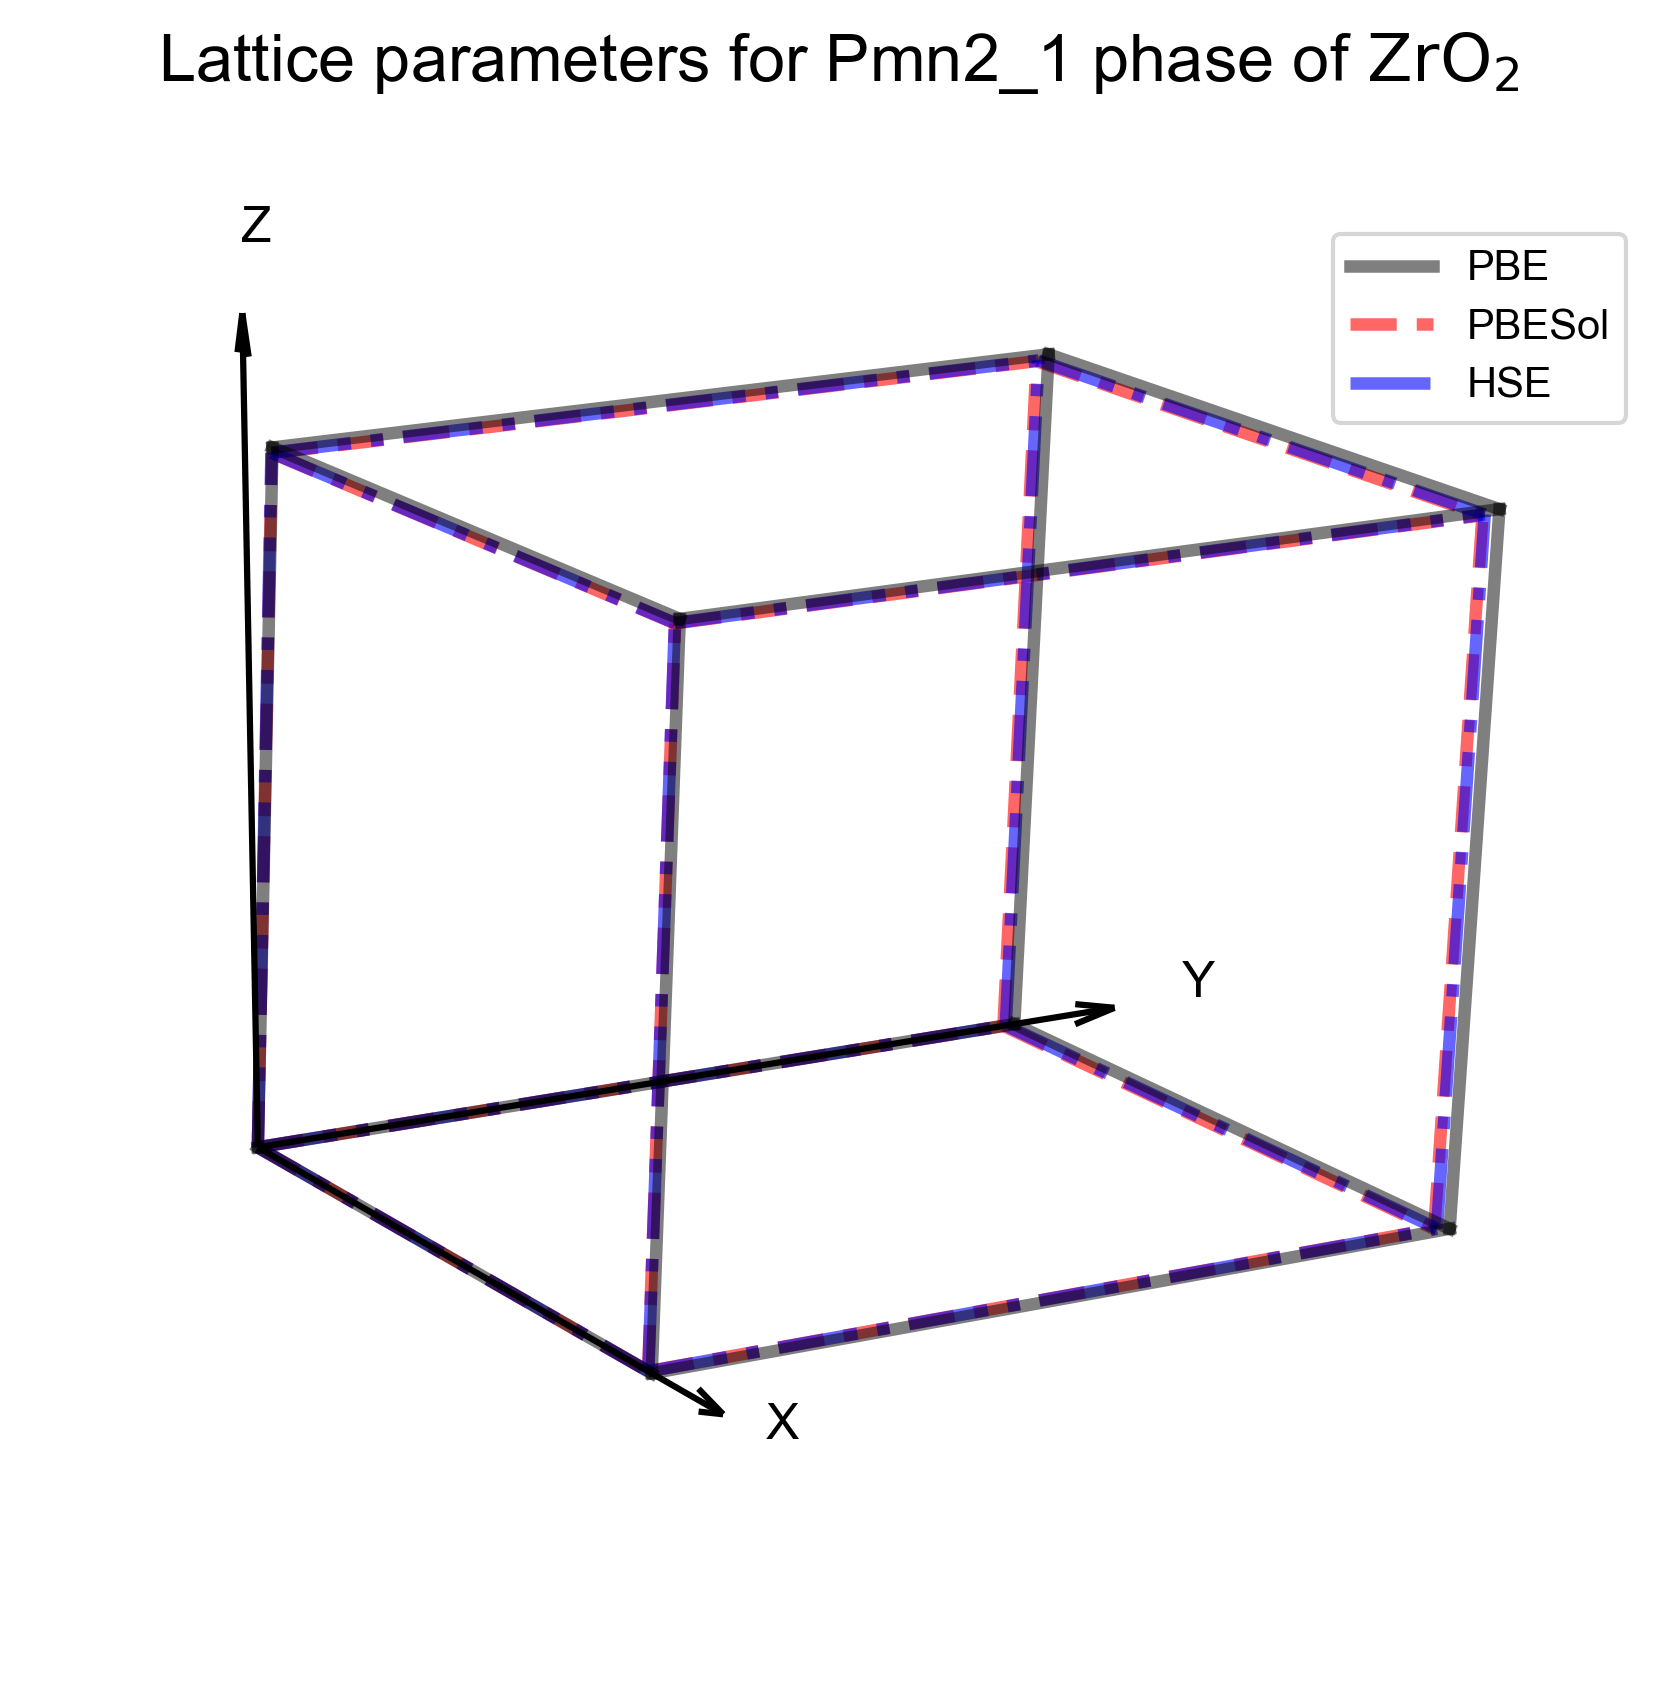 Lattice parameters for Pmn2_1 phase of ZrO₂
Z
PBE
PBESol
HSE
Y
X